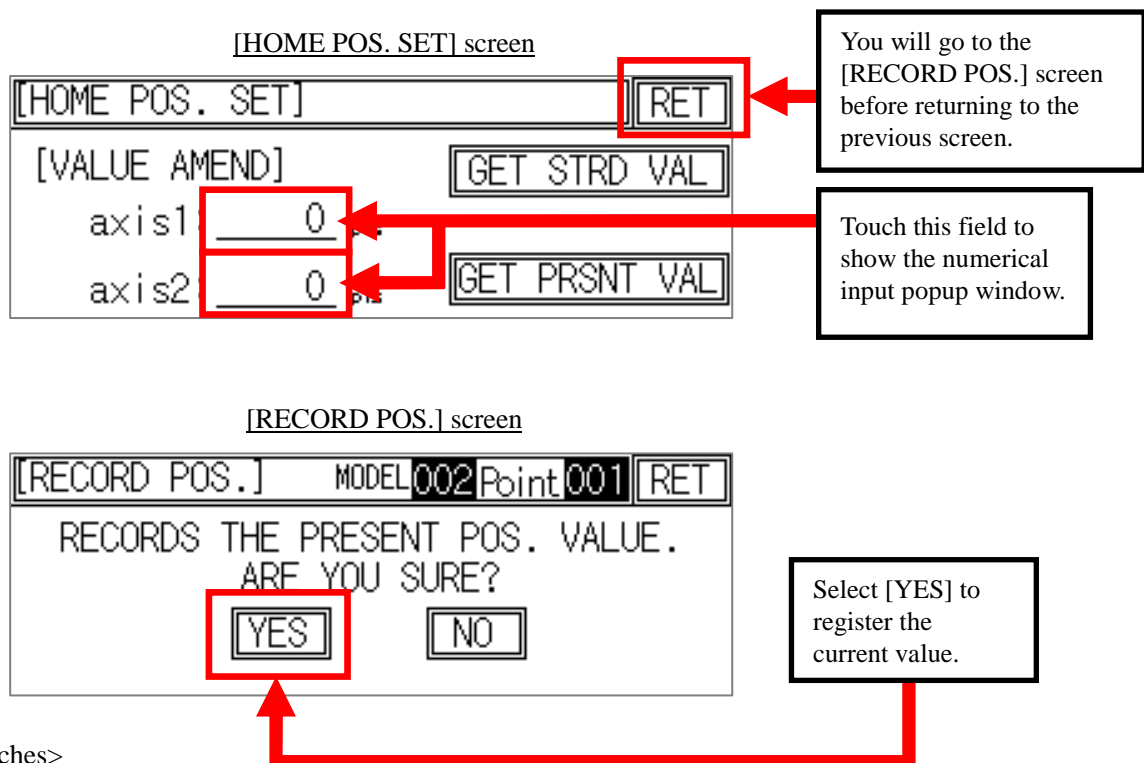 [HOME POS. SET] screen
[HOME POS. SET] RET
You will go to the
[RECORD POS.] screen
before returning to the
previous screen.
[VALUE AMEND] GET STRD VAL
axis1: 0
Touch this field to
show the numerical
input popup window.
axis2: 0 GET PRSNT VAL
[RECORD POS.] screen
[RECORD POS.] MODEL 002 Point 001 RET
RECORDS THE PRESENT POS. VALUE.
ARE YOU SURE?
YES NO
Select [YES] to
register the
current value.
ches>